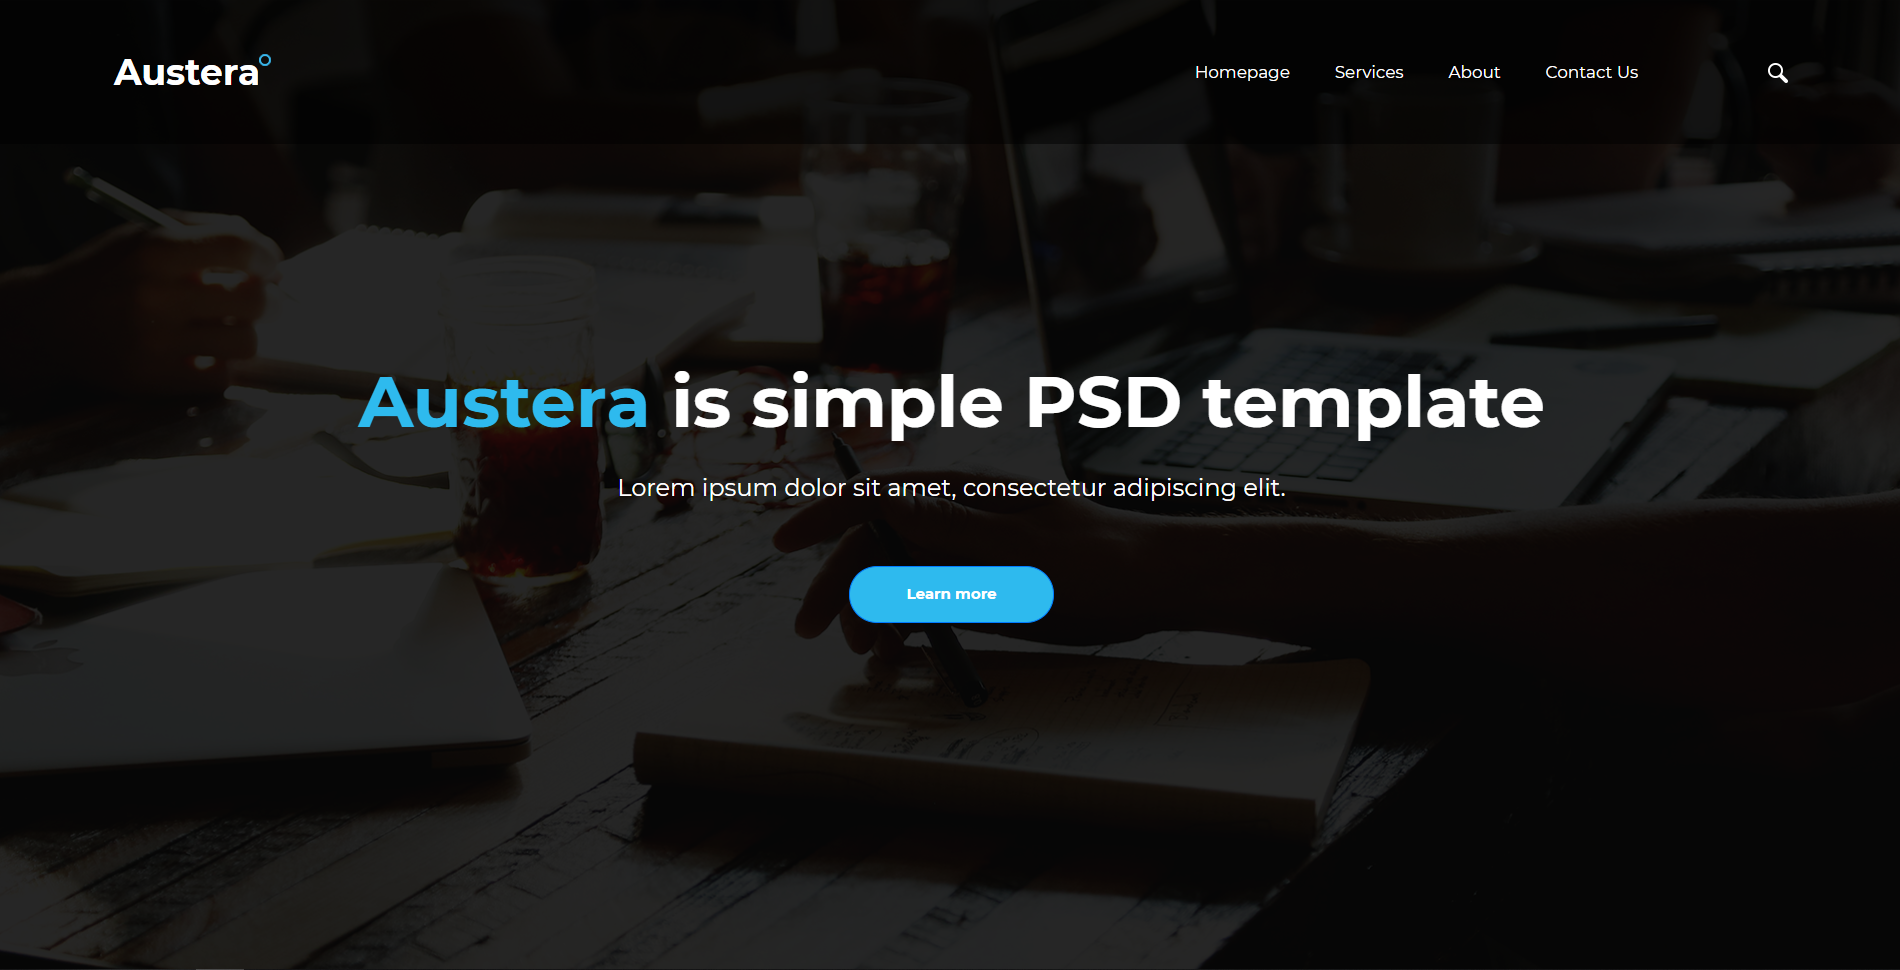 Austera
Homepage Services About Contact Us
Austera is simple PSD template
Lorem ipsum dolor sit amet, consectetur adipiscing elit.
Learn more